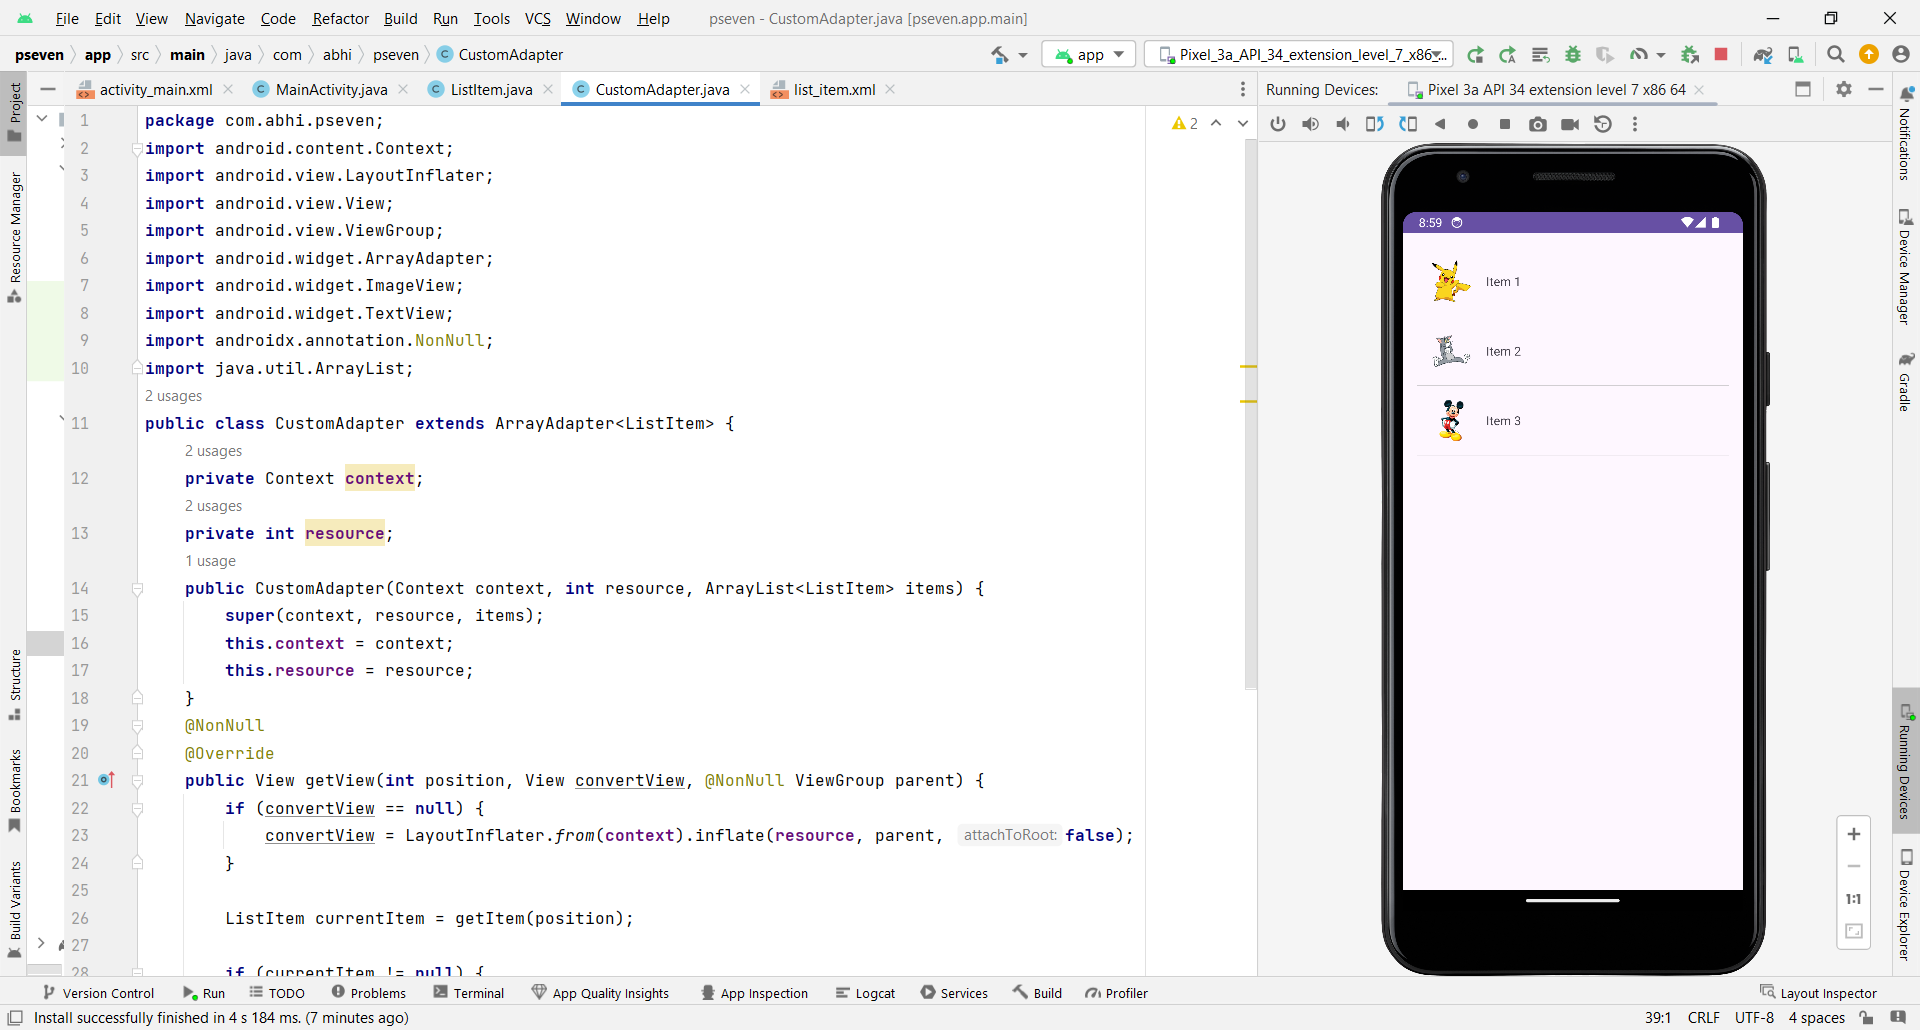 File Edit View Navigate Code Refactor Build Run Tools VCS Window Help pseven - CustomAdapter.java [pseven.app.main]
pseven app src main java com abhi pseven CustomAdapter app Pixel_3a_API_34_extension_level_7_x86_...
activity_main.xml MainActivity.java ListItem.java CustomAdapter.java list_item.xml
Running Devices: Pixel 3a API 34 extension level 7 x86 64
Project
Resource Manager
Structure
Bookmarks
Build Variants
2
1 package com.abhi.pseven;
2 import android.content.Context;
3 import android.view.LayoutInflater;
4 import android.view.View;
5 import android.view.ViewGroup;
6 import android.widget.ArrayAdapter;
7 import android.widget.ImageView;
8 import android.widget.TextView;
9 import androidx.annotation.NonNull;
10 import java.util.ArrayList;
2 usages
11 public class CustomAdapter extends ArrayAdapter<ListItem> {
2 usages
12 private Context context;
2 usages
13 private int resource;
1 usage
14 public CustomAdapter(Context context, int resource, ArrayList<ListItem> items) {
15 super(context, resource, items);
16 this.context = context;
17 this.resource = resource;
18 }
19 @NonNull
20 @Override
21 public View getView(int position, View convertView, @NonNull ViewGroup parent) {
22 if (convertView == null) {
23 convertView = LayoutInflater.from(context).inflate(resource, parent, attachToRoot: false);
24 }
25
26 ListItem currentItem = getItem(position);
27
28 if (currentItem != null) {
8:59
Item 1
Item 2
Item 3
1:1
Notifications
Device Manager
Gradle
Running Devices
Device Explorer
Version Control Run TODO Problems Terminal App Quality Insights App Inspection Logcat Services Build Profiler Layout Inspector
Install successfully finished in 4 s 184 ms. (7 minutes ago) 39:1 CRLF UTF-8 4 spaces